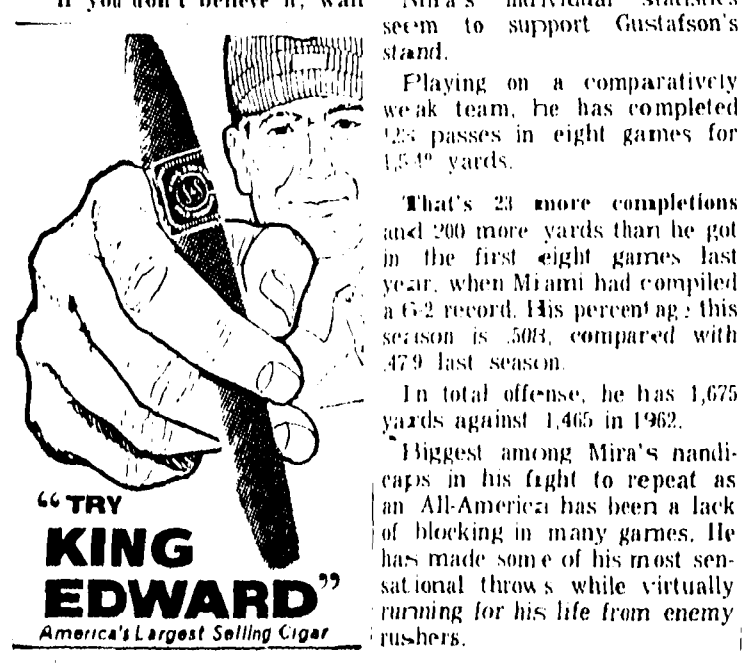 If you don't believe it, wait
"TRY
KING
EDWARD"
America's Largest Selling Cigar
Mira's individual statistics
seem to support Gustafson's
stand.
Playing on a comparatively
weak team, he has completed
passes in eight games for
yards.
That's 23 more completions
and 200 more yards than he got
in the first eight games last
year, when Miami had compiled
a 6-2 record. His percentage this
season is .508, compared with
.479 last season.
In total offense, he has 1,675
yards against 1,465 in 1962.
Biggest among Mira's handi-
caps in his fight to repeat as
an All-America has been a lack
of blocking in many games. He
has made some of his most sen-
sational throws while virtually
running for his life from enemy
rushers.